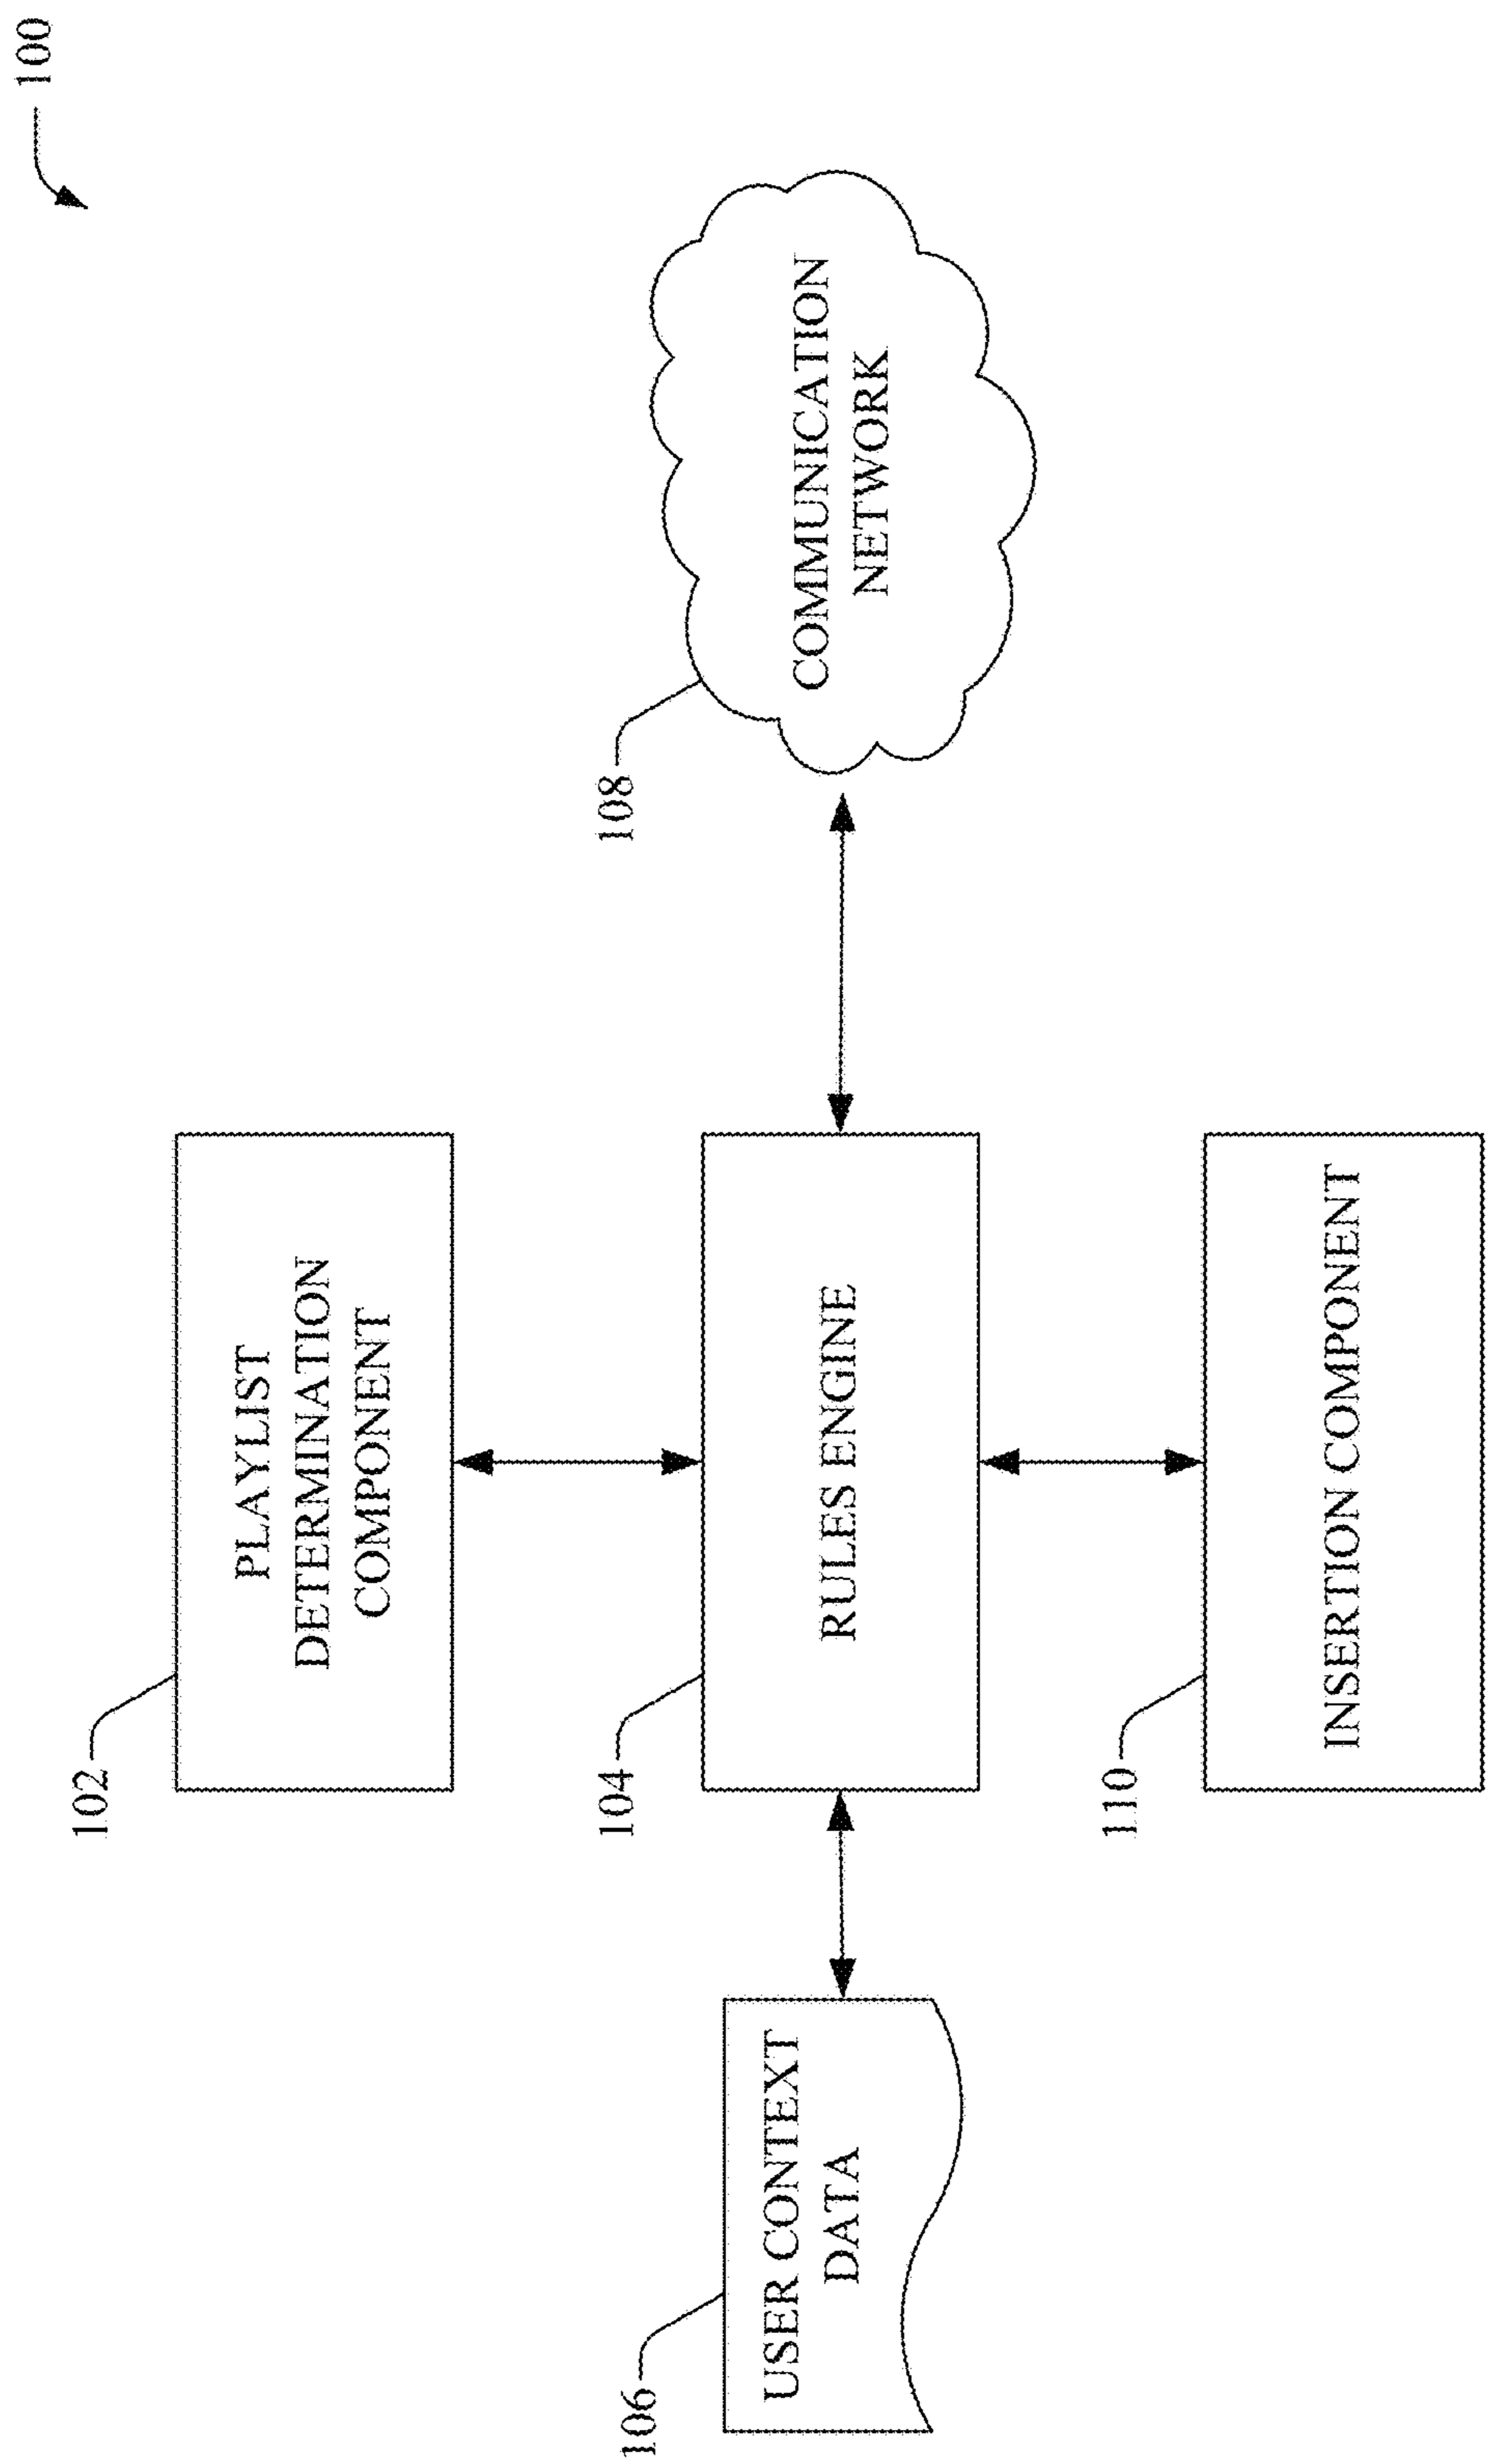 100
102
PLAYLIST
DETERMINATION
COMPONENT
106
USER CONTEXT
DATA
104
RULES ENGINE
108
COMMUNICATION
NETWORK
110
INSERTION COMPONENT